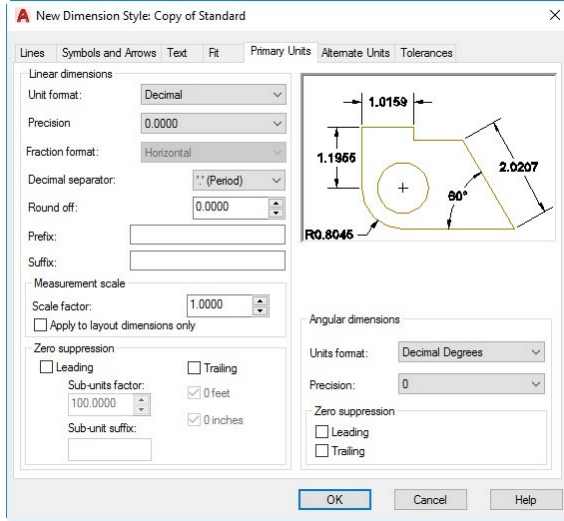 A New Dimension Style: Copy of Standard
Lines Symbols and Arrows Text Fit Primary Units Alternate Units Tolerances
Linear dimensions
Unit format: Decimal
Precision 0.0000
Fraction format: Horizontal
Decimal separator: '.' (Period)
Round off: 0.0000
Prefix:
Suffix:
Measurement scale
Scale factor: 1.0000
Apply to layout dimensions only
Zero suppression
Leading
Trailing
Sub-units factor:
100.0000
0 feet
Sub-unit suffix:
0 inches
1.0159
1.1955
2.0207
60°
R0.8045
Angular dimensions
Units format: Decimal Degrees
Precision: 0
Zero suppression
Leading
Trailing
OK Cancel Help